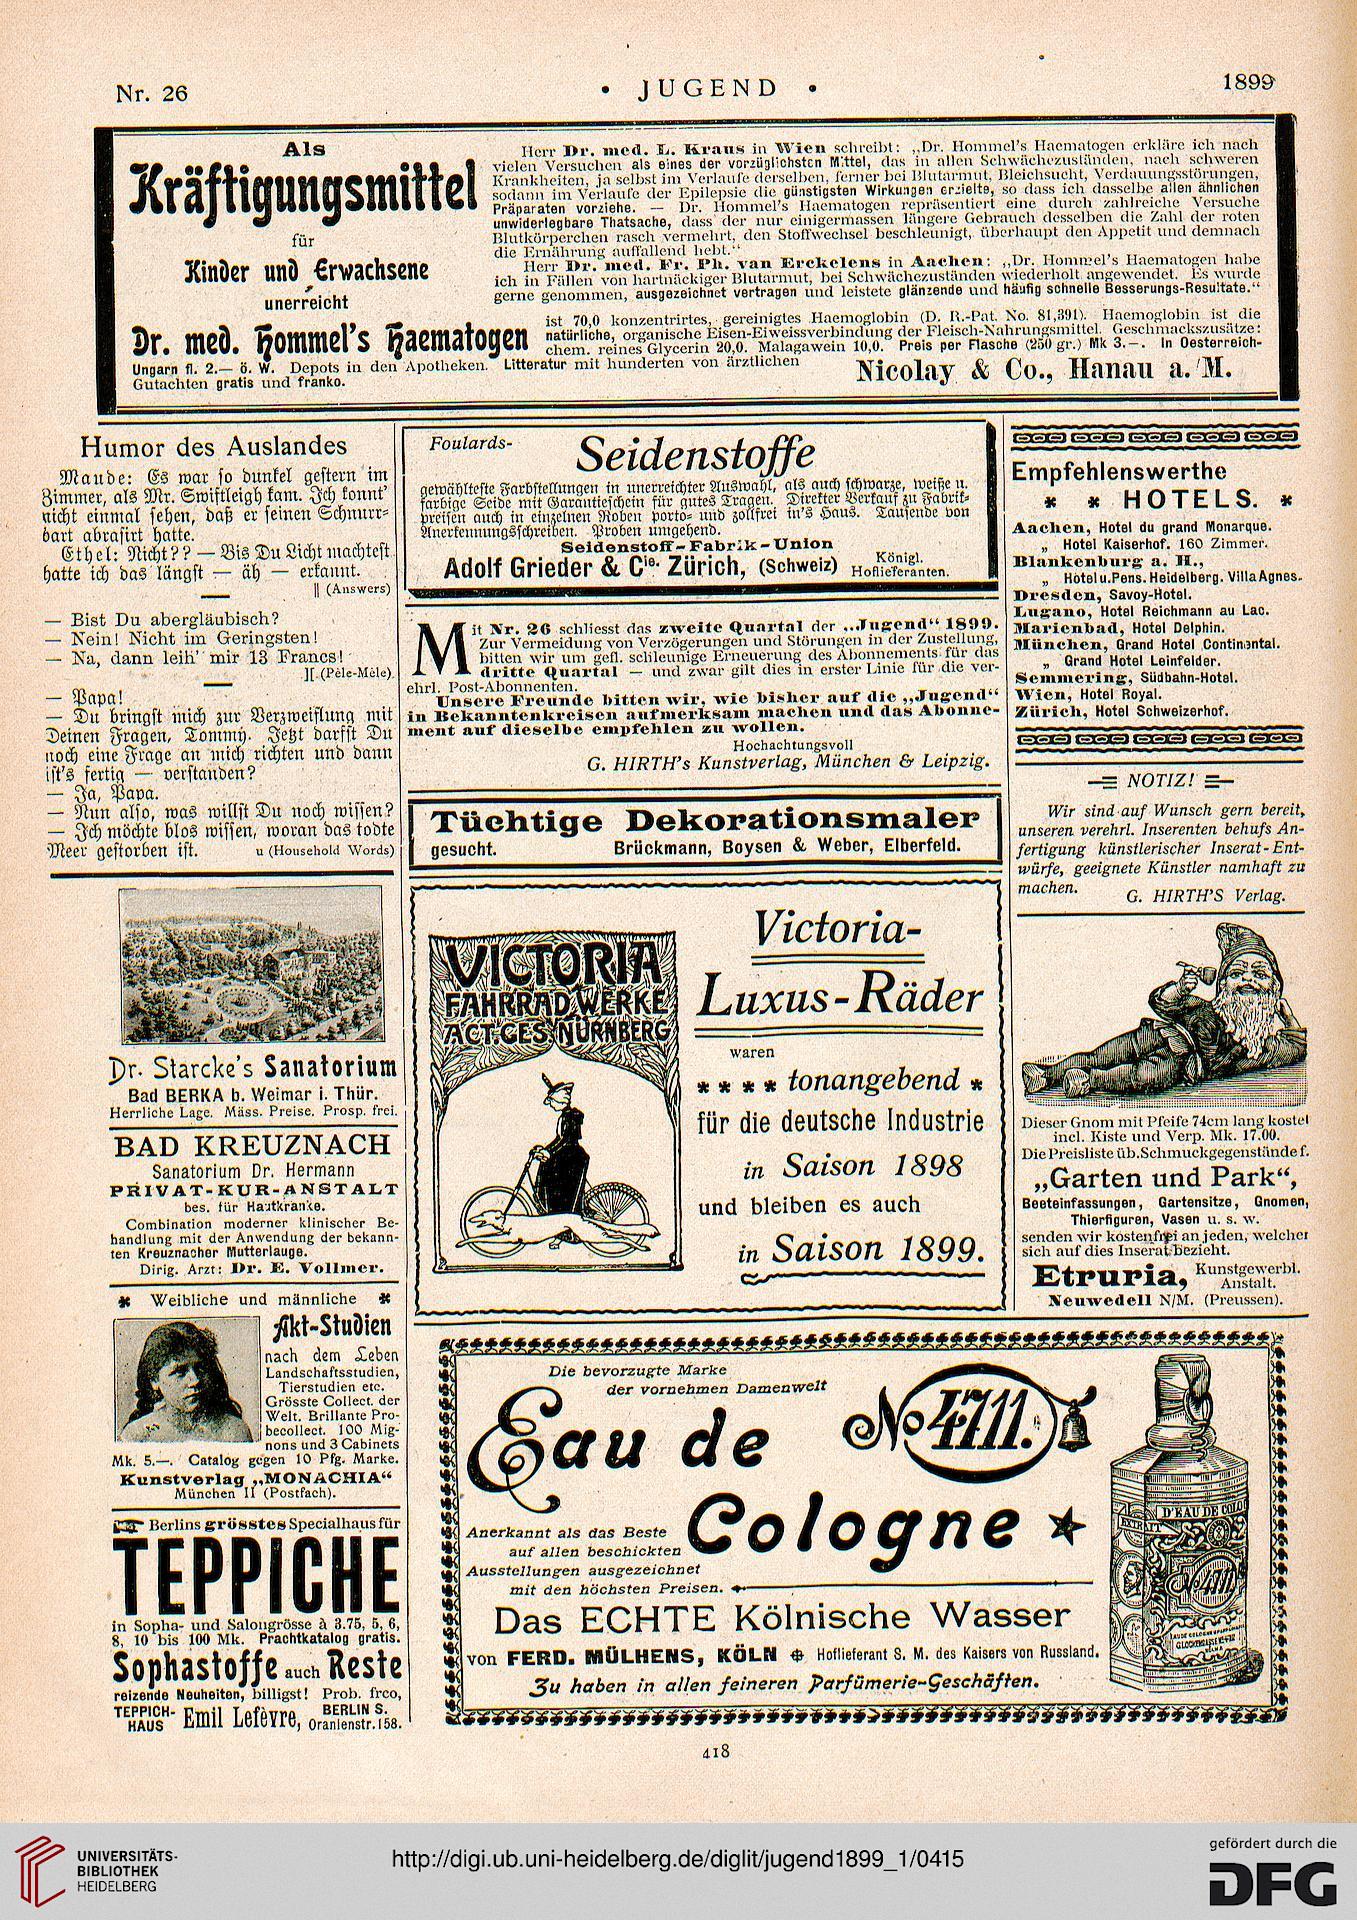 Nr. 26
• JUGEND •
1899
Als
Kräftigungsmittel
für
Kinder und Erwachsene
unerreicht
Dr. med. Hommel's Haematogen
Herr Dr. med. L. Kraus in Wien schreibt: „Dr. Hommel's Haematogen erkläre ich nach
vielen Versuchen als eines der vorzüglichsten Mittel, das in allen Schwächezuständen, nach schweren
Krankheiten, ja selbst im Verlaufe derselben, ferner bei Blutarmut, Bleichsucht, Verdauungsstörungen,
sodann im Verlaufe der Epilepsie die günstigsten Wirkungen erzielte, so dass ich dasselbe allen ähnlichen
Präparaten vorziehe. — Dr. Hommel's Haematogen repräsentiert eine durch zahlreiche Versuche
unwiderlegbare Thatsache, dass der nur einigermassen längere Gebrauch desselben die Zahl der roten
Blutkörperchen rasch vermehrt, den Stoffwechsel beschleunigt, überhaupt den Appetit und demnach
die Ernährung auffallend hebt."
Herr Dr. med. Fr. Ph. van Erckelens in Aachen: „Dr. Hommel's Haematogen habe
ich in Fällen von hartnäckiger Blutarmut, bei Schwächezuständen wiederholt angewendet. Es wurde
gerne genommen, ausgezeichnet vertragen und leistete glänzende und häufig schnelle Besserungs-Resultate."
ist 70,0 konzentrirtes, gereinigtes Haemoglobin (D. R.-Pat. No. 81,391). Haemoglobin ist die
natürliche, organische Eisen-Eiweissverbindung der Fleisch-Nahrungsmittel. Geschmackszusätze:
chem. reines Glycerin 20,0. Malagawein 10,0. Preis per Flasche (250 gr.) Mk 3.—. In Oesterreich-
Ungarn fl. 2.— ö. W. Depots in den Apotheken. Litteratur mit hunderten von ärztlichen
Gutachten gratis und franko.
Nicolay & Co., Hanau a. M.
Humor des Auslandes
Maude: Es war so dunkel gestern im
Zimmer, als Mr. Swiftleigh kam. Ich konnt'
nicht einmal sehen, daß er seinen Schnurr-
bart abrasirt hatte.
Ethel: Nicht?? — Bis Du Licht machtest
hatte ich das längst — äh — erkannt.
|| (Answers)
— Bist Du abergläubisch?
— Nein! Nicht im Geringsten!
— Na, dann leih' mir 13 Francs!
][ (Pêle-Mêle)
— Papa!
— Du bringst mich zur Verzweiflung mit
Deinen Fragen, Tommy. Jetzt darfst Du
noch eine Frage an mich richten und dann
ist's fertig — verstanden?
— Ja, Papa.
— Nun also, was willst Du noch wissen?
— Ich möchte blos wissen, woran das todte
Meer gestorben ist. u (Household Words)
Dr. Starcke's Sanatorium
Bad BERKA b. Weimar i. Thür.
Herrliche Lage. Mäss. Preise. Prosp. frei.
BAD KREUZNACH
Sanatorium Dr. Hermann
PRIVAT-KUR-ANSTALT
bes. für Hautkranke.
Combination moderner klinischer Be-
handlung mit der Anwendung der bekann-
ten Kreuznacher Mutterlauge.
Dirig. Arzt: Dr. E. Vollmer.
Weibliche und männliche
Akt-Studien
nach dem Leben
Landschaftsstudien,
Tierstudien etc.
Grösste Collect. der
Welt. Brillante Pro-
becollect. 100 Mig-
nons und 3 Cabinets
Mk. 5.—. Catalog gegen 10 Pfg. Marke.
Kunstverlag „MONACHIA"
München II (Postfach).
Berlins grösstes Specialhaus für
TEPPICHE
in Sopha- und Salongrösse à 3.75, 5, 6,
8, 10 bis 100 Mk. Prachtkatalog gratis.
Sophastoffe auch Reste
reizende Neuheiten, billigst! Prob. frco,
TEPPICH-
HAUS Emil Lefèvre, BERLIN S.
Oranienstr. 158.
Foulards-
Seidenstoffe
gewählteste Farbstellungen in unerreichter Auswahl, als auch schwarze, weiße u.
farbige Seide mit Garantieschein für gutes Tragen. Direkter Verkauf zu Fabrik-
preisen auch in einzelnen Roben porto- und zollfrei in's Haus. Tausende von
Anerkennungsschreiben. Proben umgehend.
Seidenstoff-Fabrik-Union
Adolf Grieder & Cie. Zürich, (Schweiz) Königl.
Hoflieferanten.
Mit Nr. 26 schliesst das zweite Quartal der „Jugend" 1899.
Zur Vermeidung von Verzögerungen und Störungen in der Zustellung,
bitten wir um gefl. schleunige Erneuerung des Abonnements für das
dritte Quartal — und zwar gilt dies in erster Linie für die ver-
ehrl. Post-Abonnenten.
Unsere Freunde bitten wir, wie bisher auf die „Jugend"
in Bekanntenkreisen aufmerksam machen und das Abonne-
ment auf dieselbe empfehlen zu wollen.
Hochachtungsvoll
G. HIRTH's Kunstverlag, München & Leipzig.
Tüchtige Dekorationsmaler
gesucht. Brückmann, Boysen & Weber, Elberfeld.
VICTORIA
FAHRRAD WERKE
ACT.GES. NÜRNBERG
Victoria-
Luxus-Räder
waren
* * * * tonangebend *
für die deutsche Industrie
in Saison 1898
und bleiben es auch
in Saison 1899.
Empfehlenswerthe
* * HOTELS. *
Aachen, Hotel du grand Monarque.
„ Hotel Kaiserhof. 160 Zimmer.
Blankenburg a. H.,
„ Hôtel u. Pens. Heidelberg. Villa Agnes.
Dresden, Savoy-Hotel.
Lugano, Hotel Reichmann au Lac.
Marienbad, Hotel Delphin.
München, Grand Hotel Continental.
„ Grand Hotel Leinfelder.
Semmering, Südbahn-Hotel.
Wien, Hotel Royal.
Zürich, Hotel Schweizerhof.
NOTIZ!
Wir sind auf Wunsch gern bereit,
unseren verehrl. Inserenten behufs An-
fertigung künstlerischer Inserat-Ent-
würfe, geeignete Künstler namhaft zu
machen.
G. HIRTH'S Verlag.
Dieser Gnom mit Pfeife 74cm lang kostet
incl. Kiste und Verp. Mk. 17.00.
Die Preisliste üb. Schmuckgegenstände f.
„Garten und Park",
Beeteinfassungen, Gartensitze, Gnomen,
Thierfiguren, Vasen u. s. w.
senden wir kostenfrei an jeden, welcher
sich auf dies Inserat bezieht.
Etruria, Kunstgewerbl.
Anstalt.
Neuwedell N/M. (Preussen).
Die bevorzugte Marke
der vornehmen Damenwelt
Eau de
No 4711.
Cologne
Anerkannt als das Beste
auf allen beschickten
Ausstellungen ausgezeichnet
mit den höchsten Preisen.
Das ECHTE Kölnische Wasser
von FERD. MÜLHENS, KÖLN Hoflieferant S. M. des Kaisers von Russland.
Zu haben in allen feineren Parfümerie-Geschäften.
EXTRAIT
D'EAU DE COLO
No 4711
418
UNIVERSITÄTS-
BIBLIOTHEK
HEIDELBERG
http://digi.ub.uni-heidelberg.de/diglit/jugend1899_1/0415
gefördert durch die
DFG